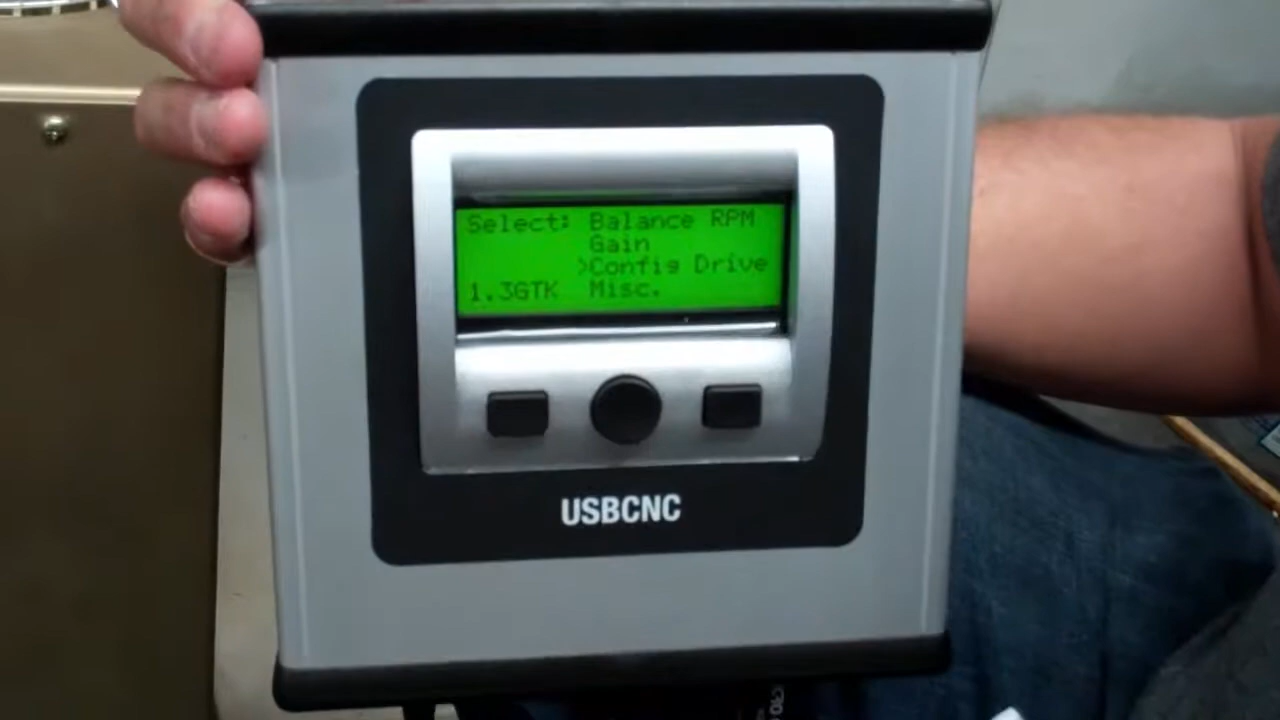 Select: Balance RPM
Gain
>Config Drive
1.3GTK Misc.
USBCNC